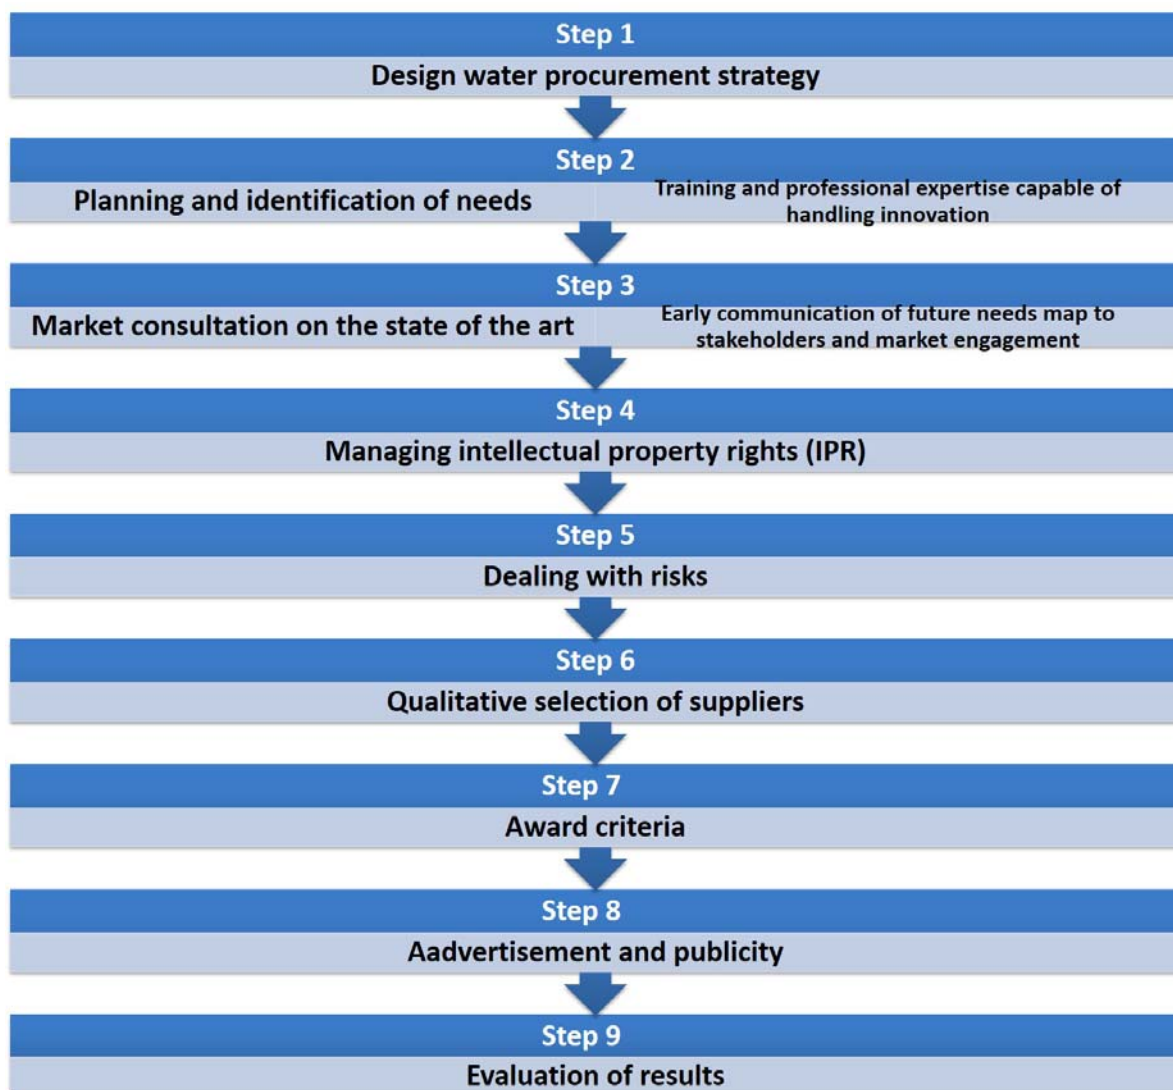 Step 1
Design water procurement strategy
Step 2
Planning and identification of needs
Training and professional expertise capable of
handling innovation
Step 3
Market consultation on the state of the art
Early communication of future needs map to
stakeholders and market engagement
Step 4
Managing intellectual property rights (IPR)
Step 5
Dealing with risks
Step 6
Qualitative selection of suppliers
Step 7
Award criteria
Step 8
Aadvertisement and publicity
Step 9
Evaluation of results